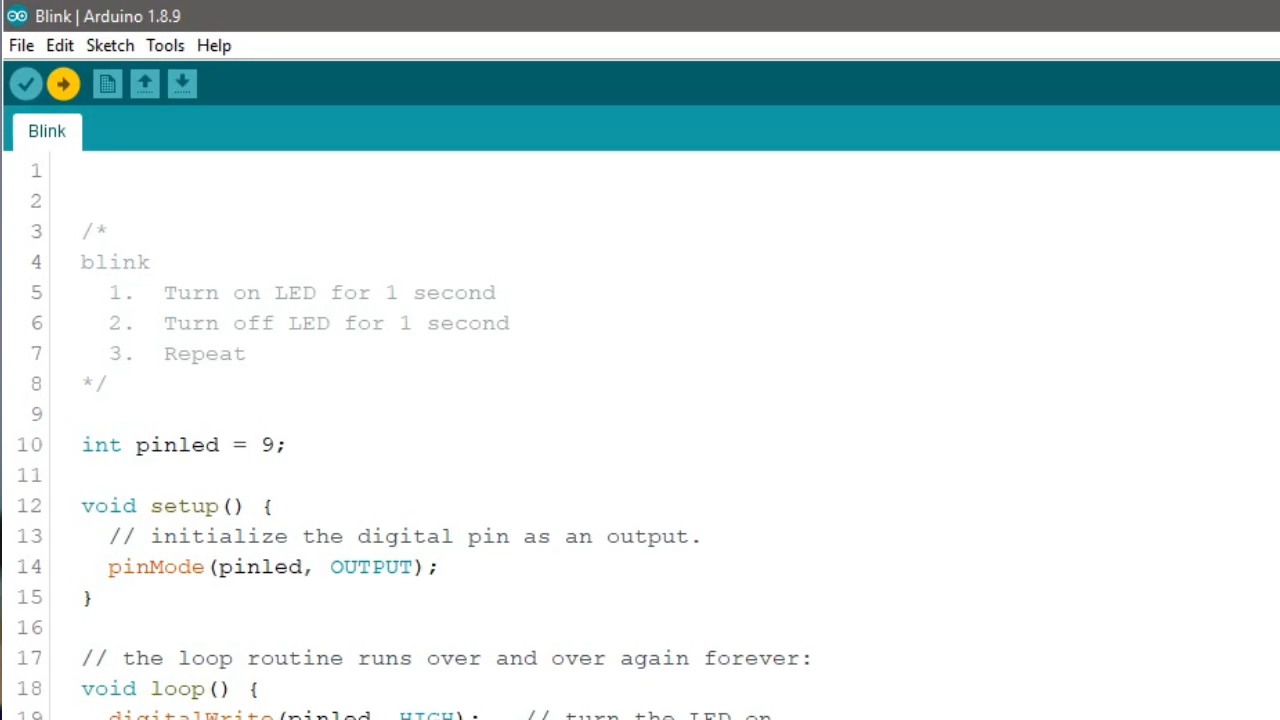 Blink | Arduino 1.8.9
File Edit Sketch Tools Help
Blink
1
2
3 /*
4 blink
5 1. Turn on LED for 1 second
6 2. Turn off LED for 1 second
7 3. Repeat
8 */
9
10 int pinled = 9;
11
12 void setup() {
13 // initialize the digital pin as an output.
14 pinMode(pinled, OUTPUT);
15 }
16
17 // the loop routine runs over and over again forever:
18 void loop() {
19 digitalWrite(pinled, HIGH); // turn the LED on